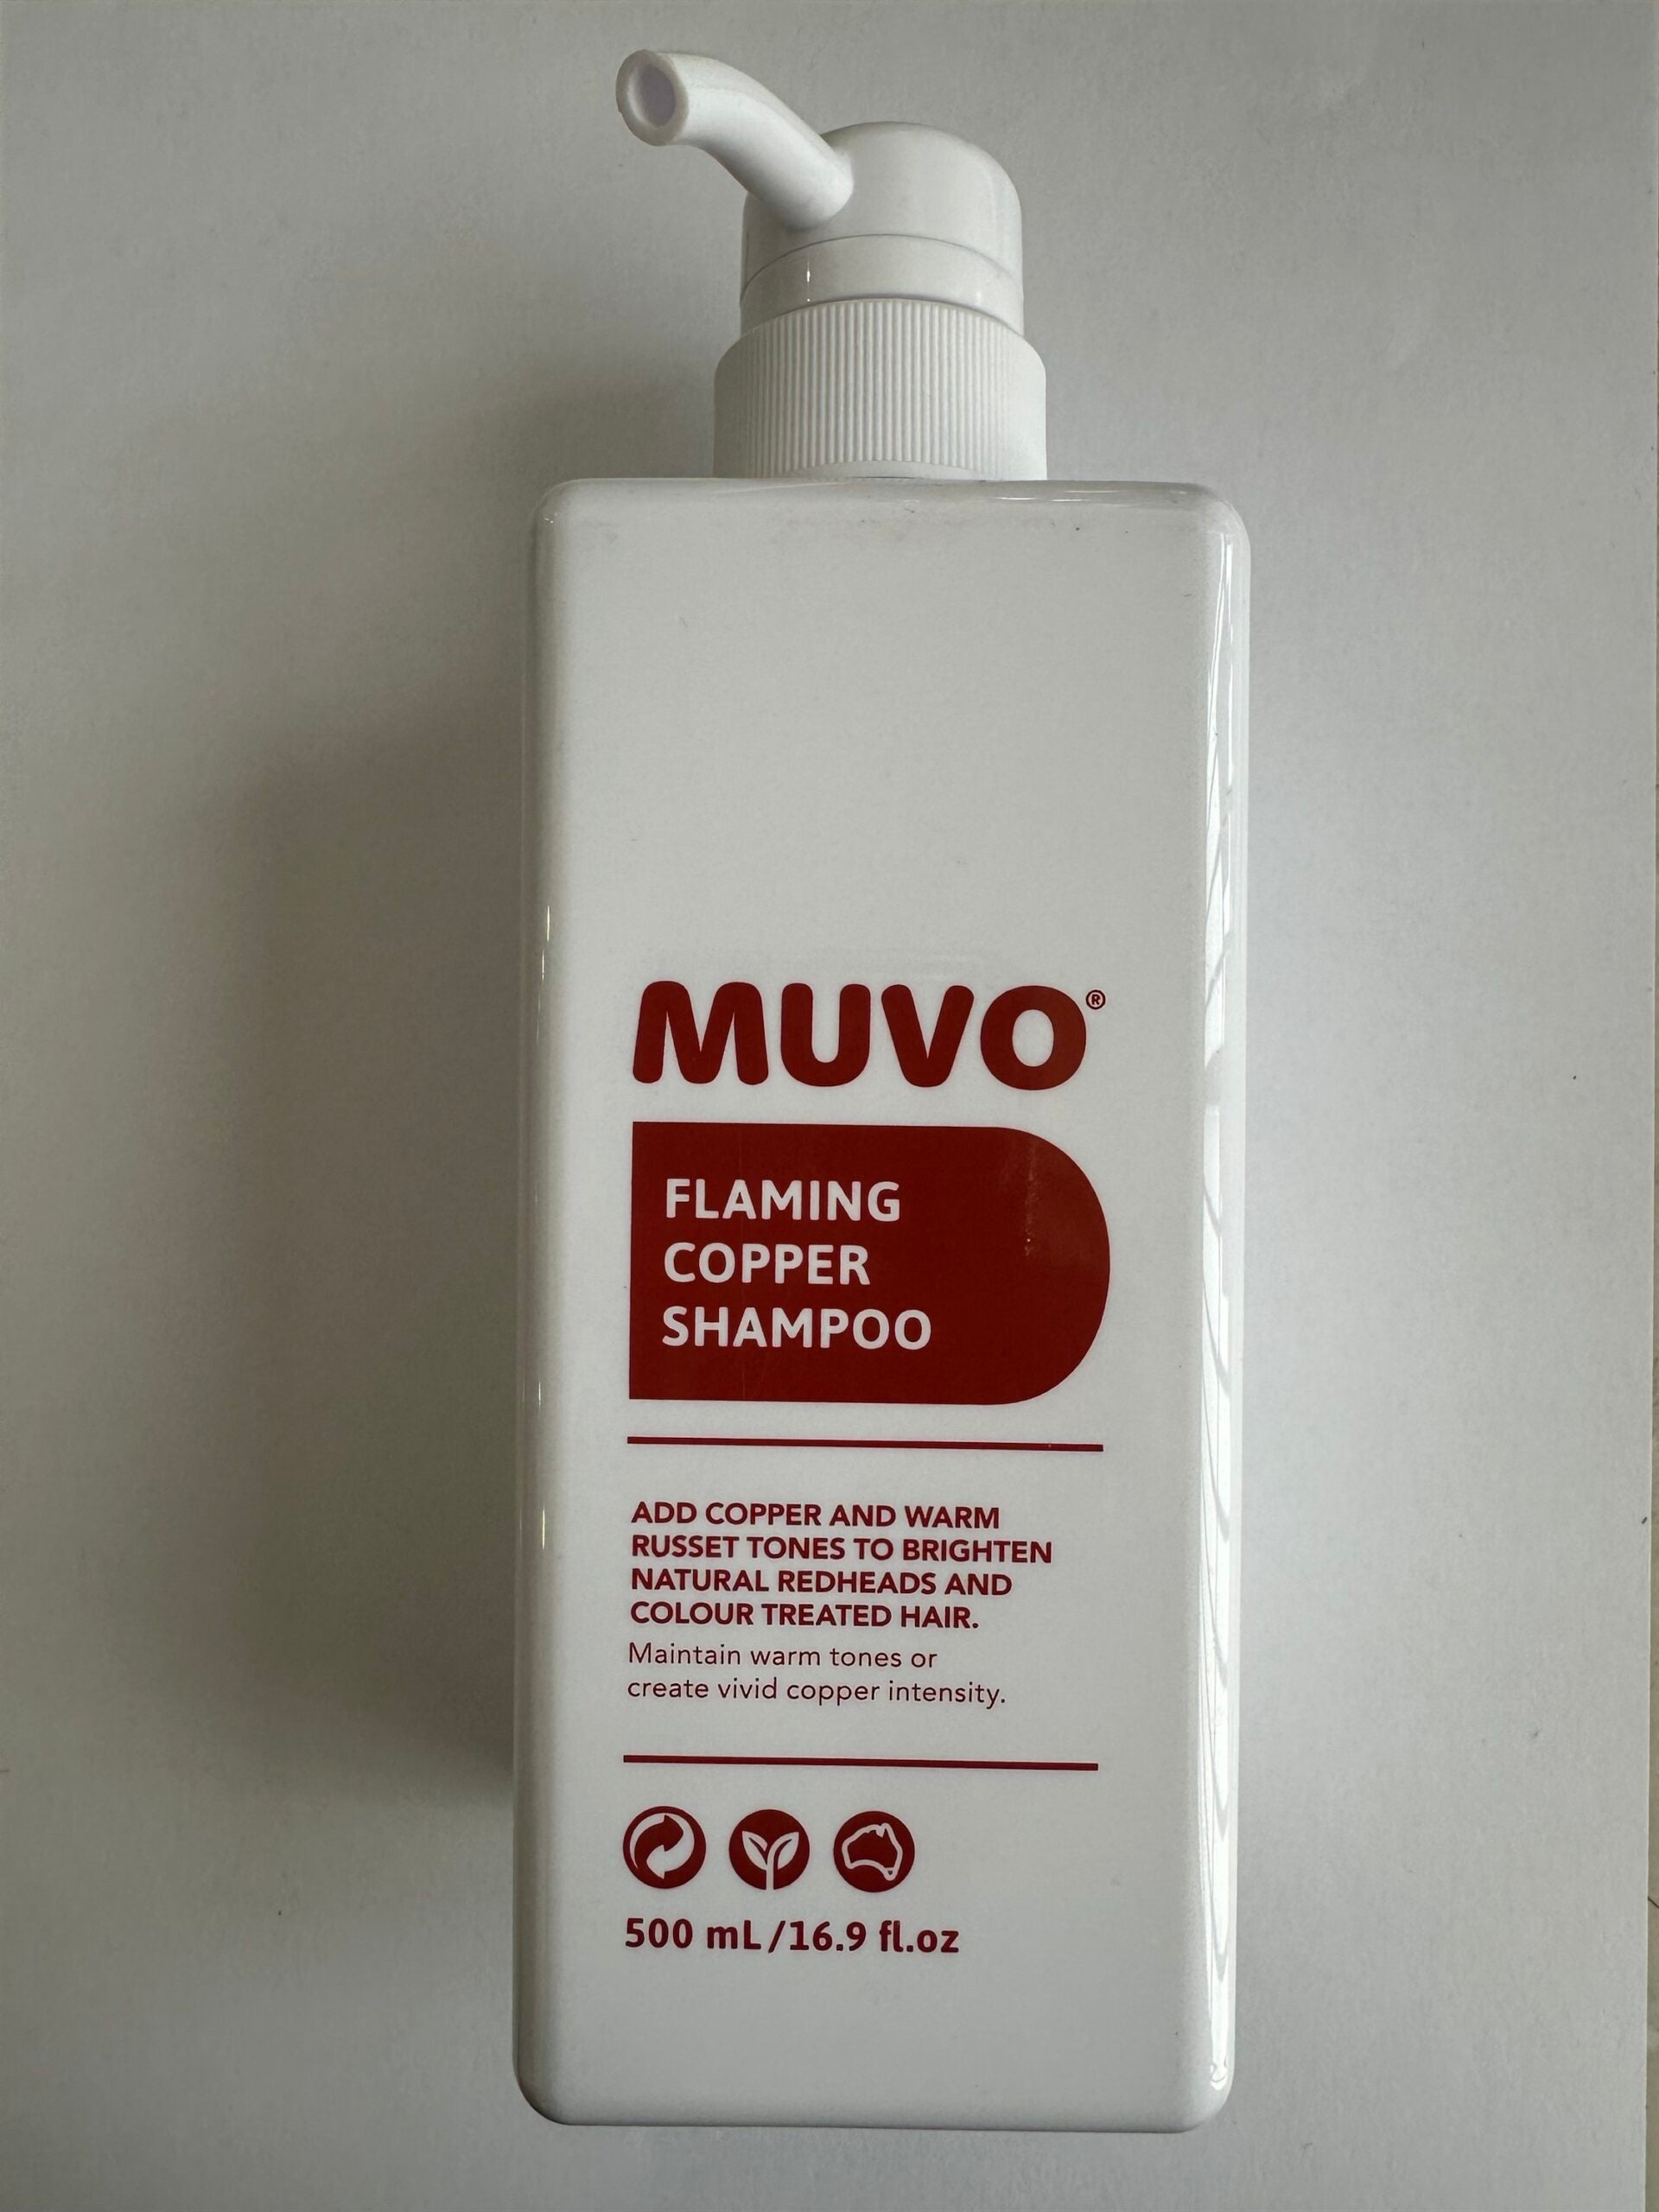 MUVO®
FLAMING
COPPER
SHAMPOO
ADD COPPER AND WARM
RUSSET TONES TO BRIGHTEN
NATURAL REDHEADS AND
COLOUR TREATED HAIR.
Maintain warm tones or
create vivid copper intensity.
500 mL/16.9 fl.oz